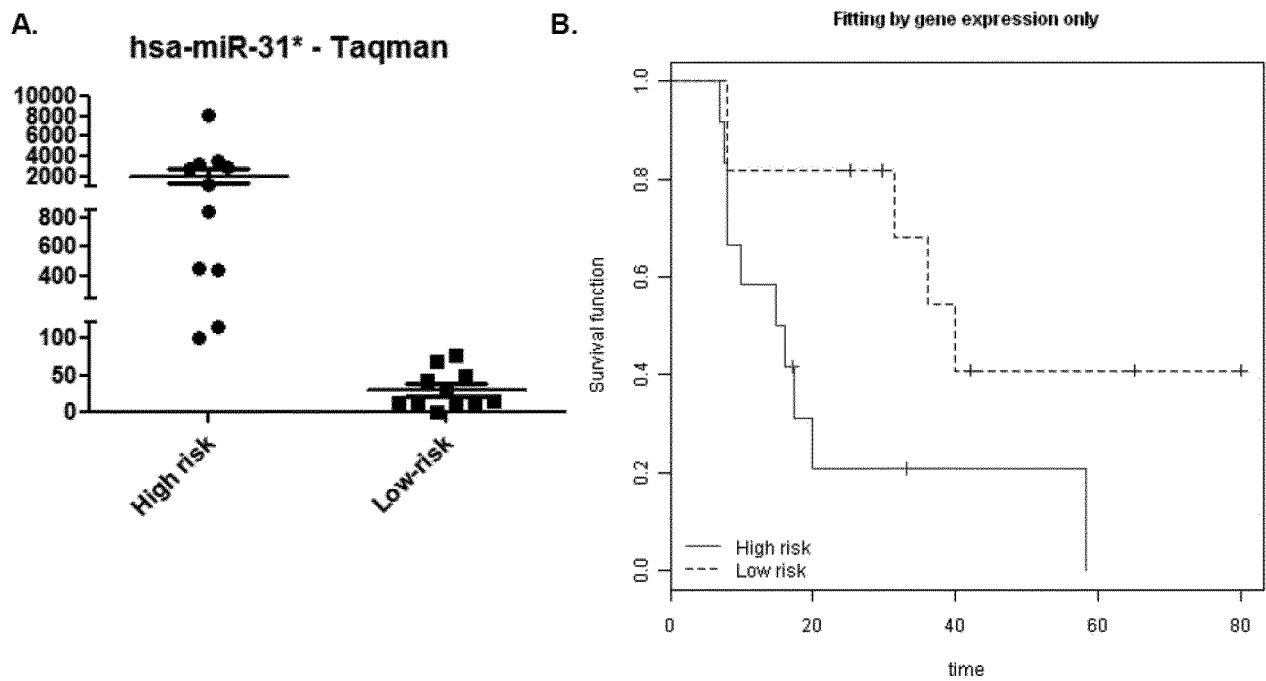 A.
hsa-miR-31* - Taqman
10000
8000
6000
4000
2000
800
600
400
100
50
0
High risk
Low-risk
B.
Fitting by gene expression only
Survival function
1.0
0.8
0.6
0.4
0.2
0.0
High risk
Low risk
0 20 40 60 80
time